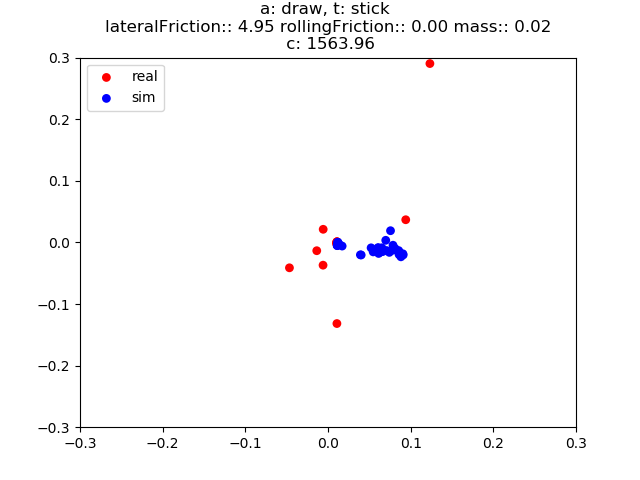 a: draw, t: stick
lateralFriction:: 4.95 rollingFriction:: 0.00 mass:: 0.02
c: 1563.96
real
sim
0.3
0.2
0.1
0.0
−0.1
−0.2
−0.3
−0.3
−0.2
−0.1
0.0
0.1
0.2
0.3